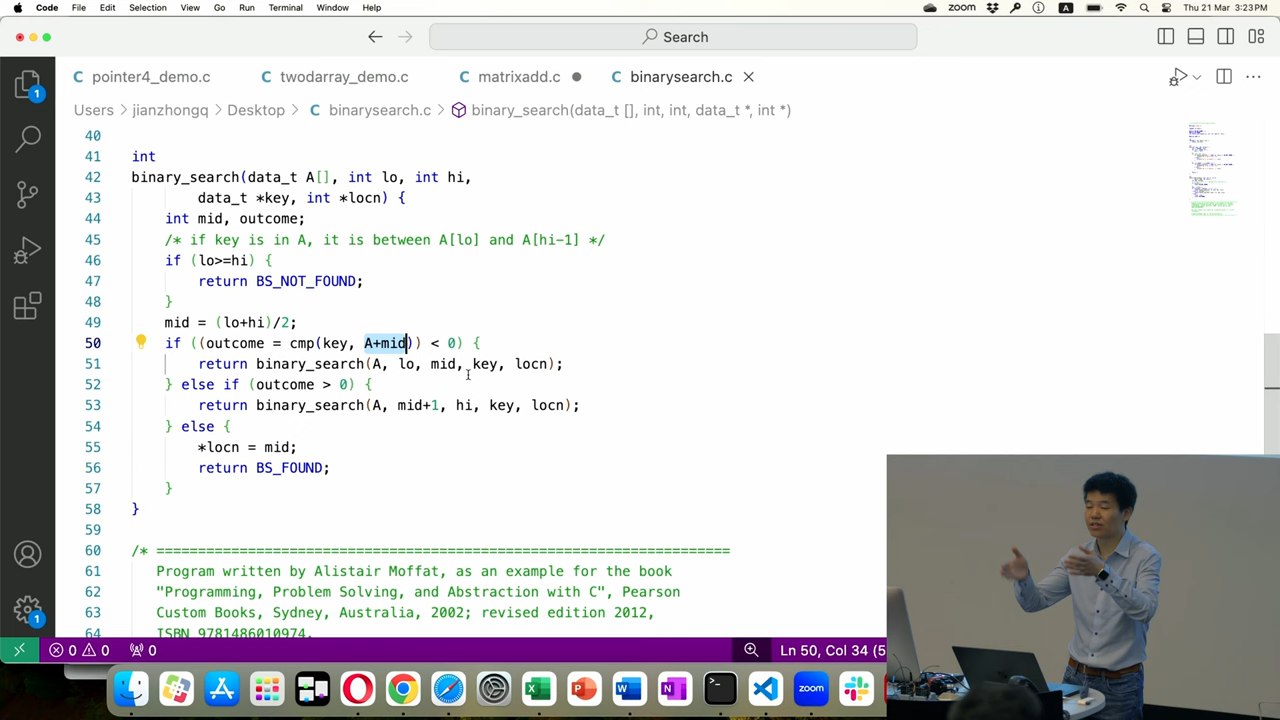 Code File Edit Selection View Go Run Terminal Window Help zoom A Thu 21 Mar 3:23 PM
Search
pointer4_demo.c twodarray_demo.c matrixadd.c binarysearch.c
Users > jianzhongq > Desktop > binarysearch.c > binary_search(data_t [], int, int, data_t *, int *)
40
41 int
42 binary_search(data_t A[], int lo, int hi,
43 data_t *key, int *locn) {
44 int mid, outcome;
45 /* if key is in A, it is between A[lo] and A[hi-1] */
46 if (lo>=hi) {
47 return BS_NOT_FOUND;
48 }
49 mid = (lo+hi)/2;
50 if ((outcome = cmp(key, A+mid)) < 0) {
51 return binary_search(A, lo, mid, key, locn);
52 } else if (outcome > 0) {
53 return binary_search(A, mid+1, hi, key, locn);
54 } else {
55 *locn = mid;
56 return BS_FOUND;
57 }
58 }
59
60 /* =====================================================================
61 Program written by Alistair Moffat, as an example for the book
62 "Programming, Problem Solving, and Abstraction with C", Pearson
63 Custom Books, Sydney, Australia, 2002; revised edition 2012,
64 ISBN 9781486010974.
1
1
0 0 0 Ln 50, Col 34 (5
X P W N >_ zoom